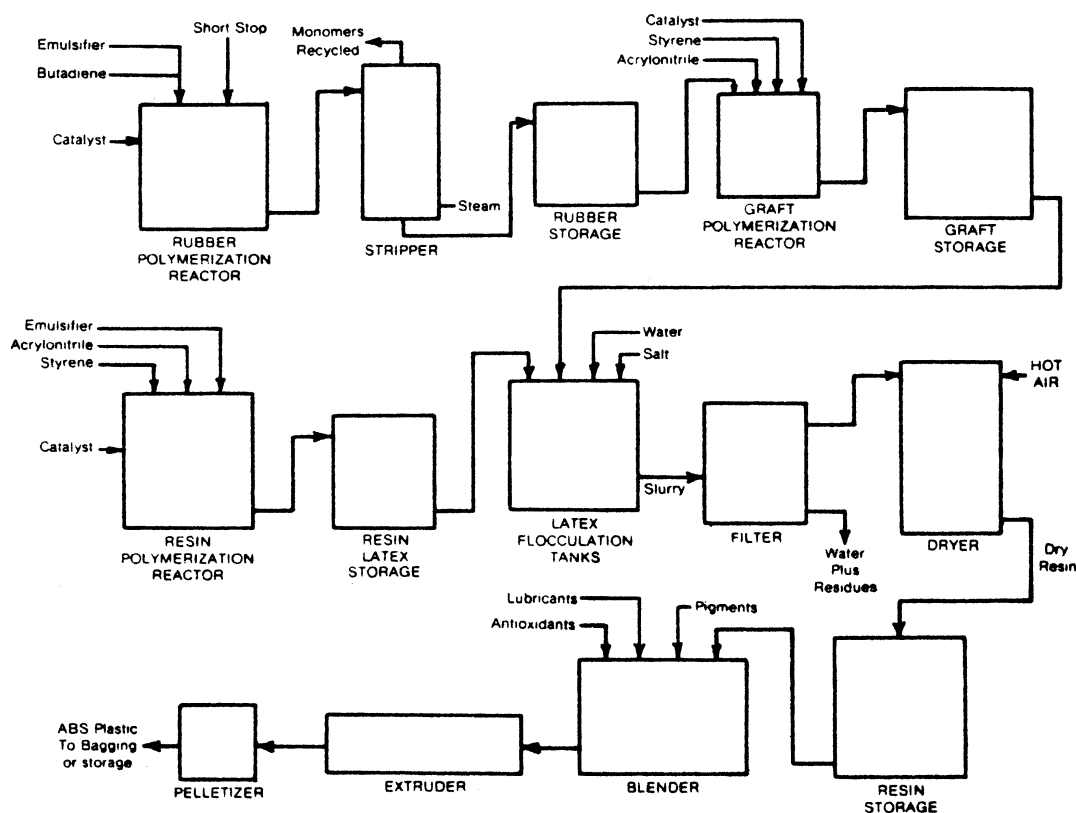 Emulsifier
Butadiene
Short Stop
Catalyst
RUBBER
POLYMERIZATION
REACTOR
Monomers
Recycled
Steam
STRIPPER
RUBBER
STORAGE
Catalyst
Styrene
Acrylonitrile
GRAFT
POLYMERIZATION
REACTOR
GRAFT
STORAGE
Emulsifier
Acrylonitrile
Styrene
Catalyst
RESIN
POLYMERIZATION
REACTOR
RESIN
LATEX
STORAGE
Water
Salt
LATEX
FLOCCULATION
TANKS
Slurry
FILTER
Water
Plus
Residues
HOT
AIR
DRYER
Dry
Resin
Lubricants
Antioxidants
Pigments
ABS Plastic
To Bagging
or storage
PELLETIZER
EXTRUDER
BLENDER
RESIN
STORAGE